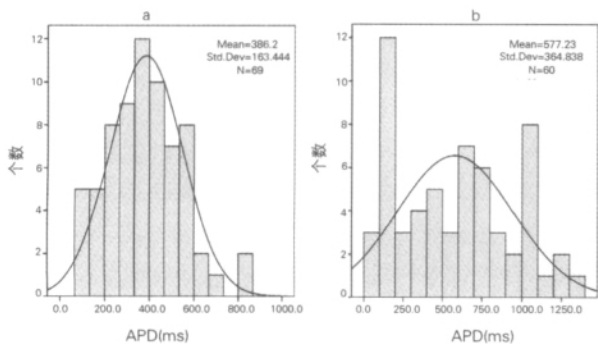 a
Mean=386.2
Std.Dev=163.444
N=69
12
10
8
6
4
2
0
个数
0.0 200.0 400.0 600.0 800.0 1000.0
APD(ms)
b
Mean=577.23
Std.Dev=364.838
N=60
12
10
8
6
4
2
0
个数
0.0 250.0 500.0 750.0 1000.0 1250.0
APD(ms)